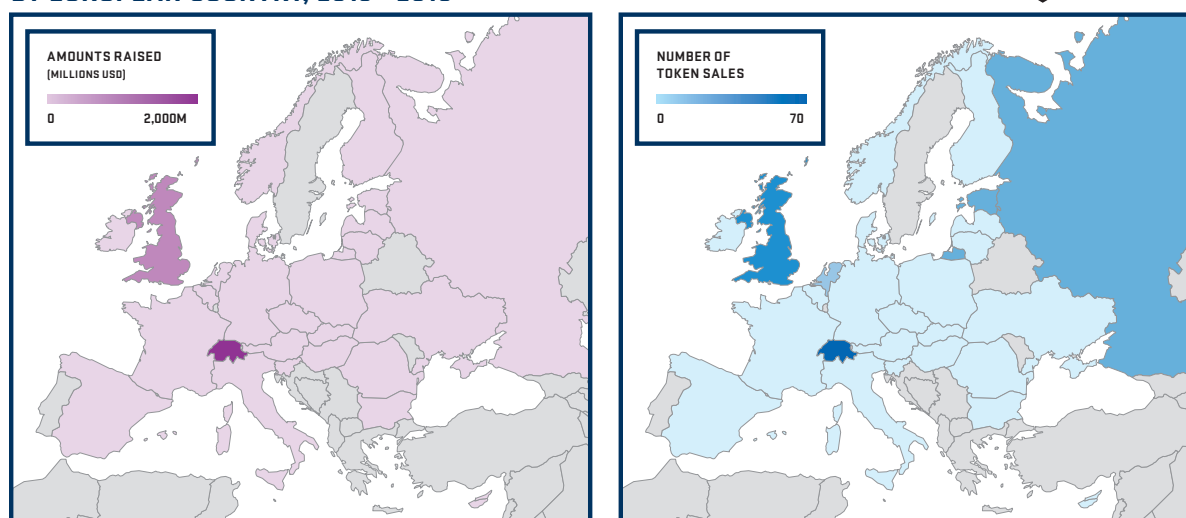 AMOUNTS RAISED
(MILLIONS USD)
0 2,000M
NUMBER OF
TOKEN SALES
0 70